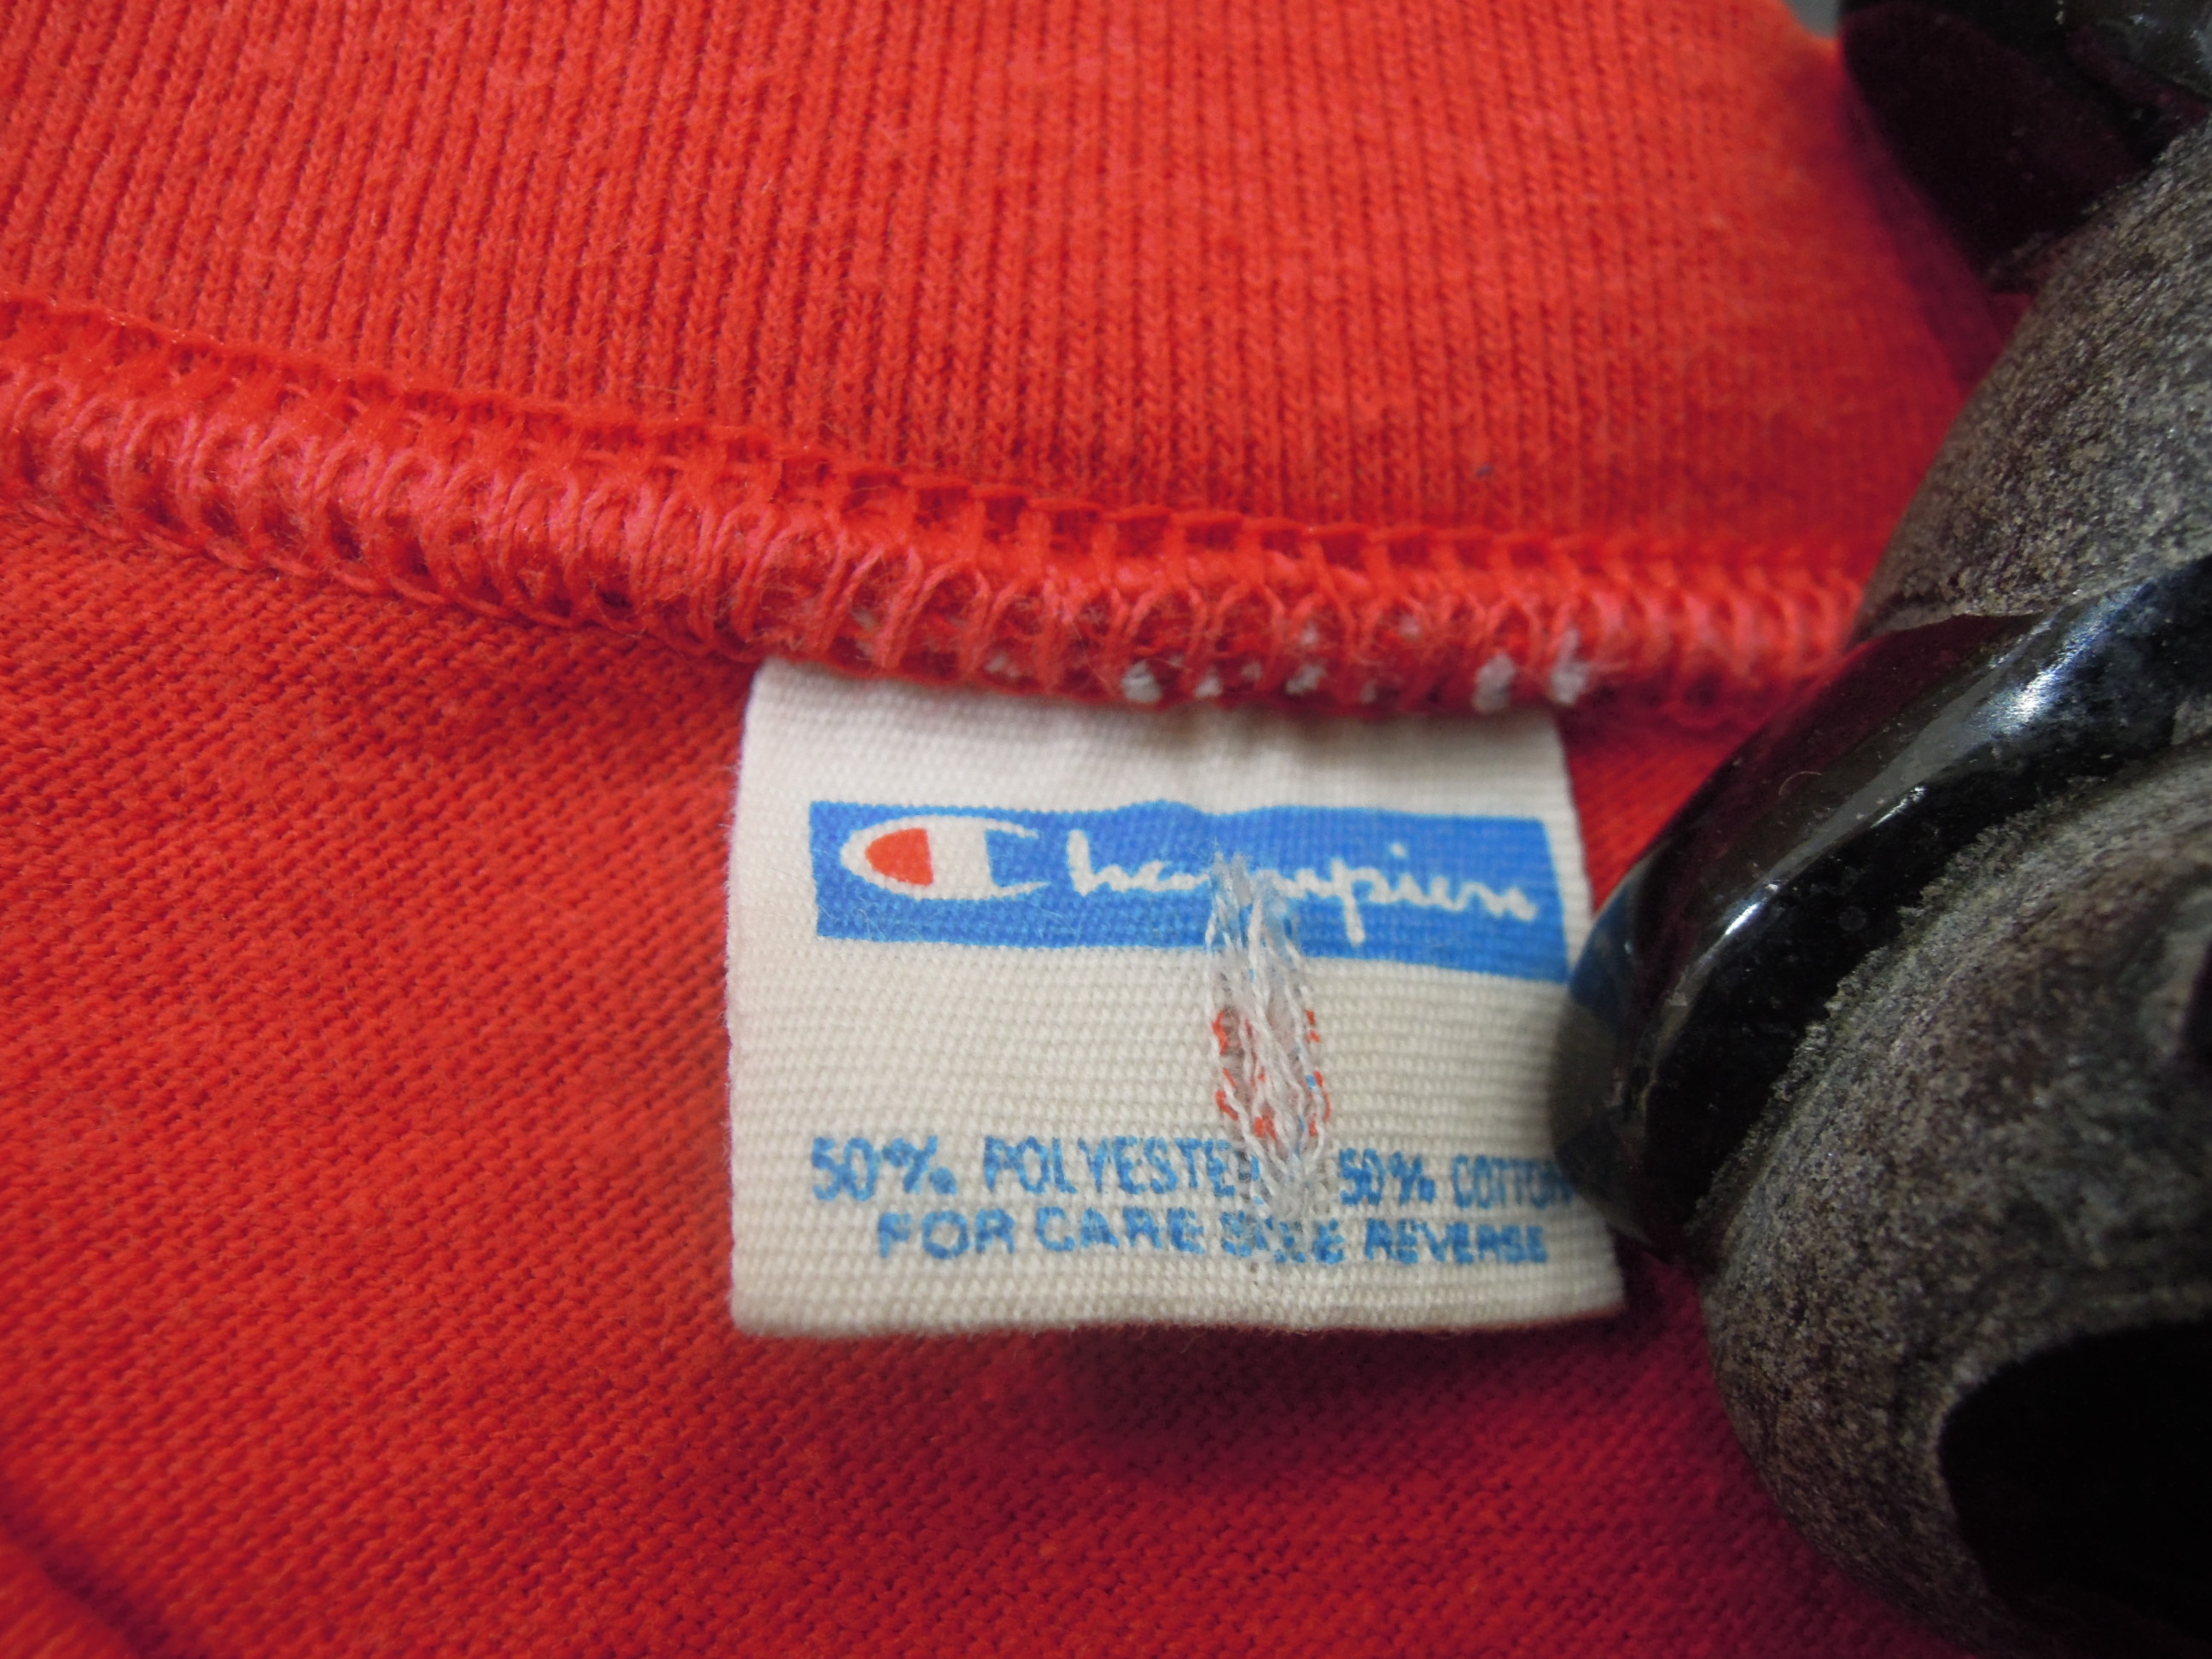 Champion
50% POLYESTER 50% COTTON
FOR CARE SEE REVERSE